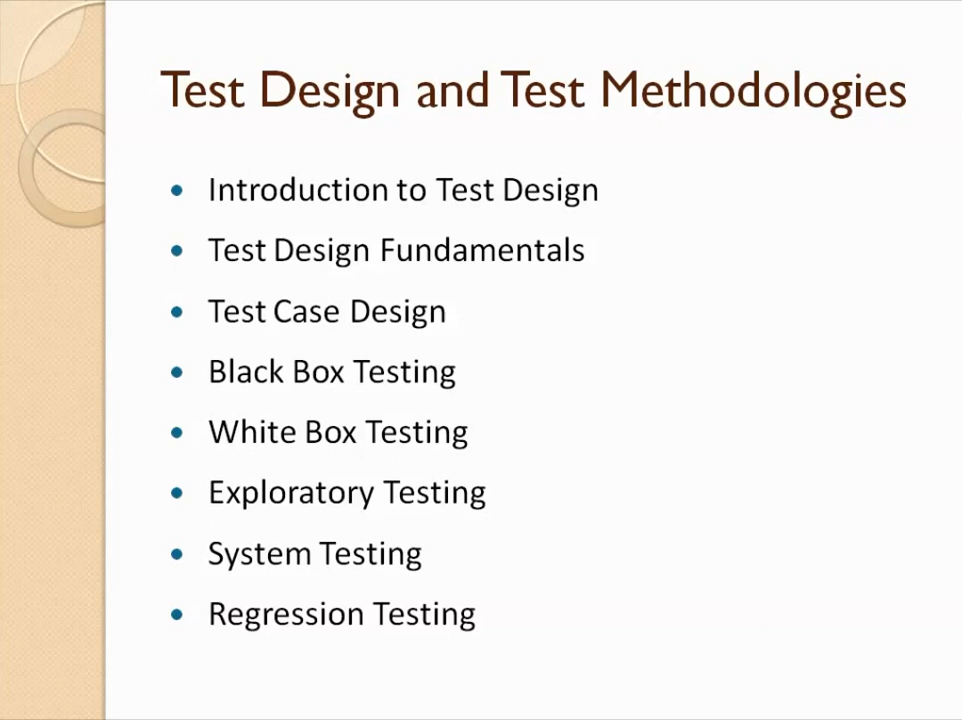 Test Design and Test Methodologies
• Introduction to Test Design
• Test Design Fundamentals
• Test Case Design
• Black Box Testing
• White Box Testing
• Exploratory Testing
• System Testing
• Regression Testing